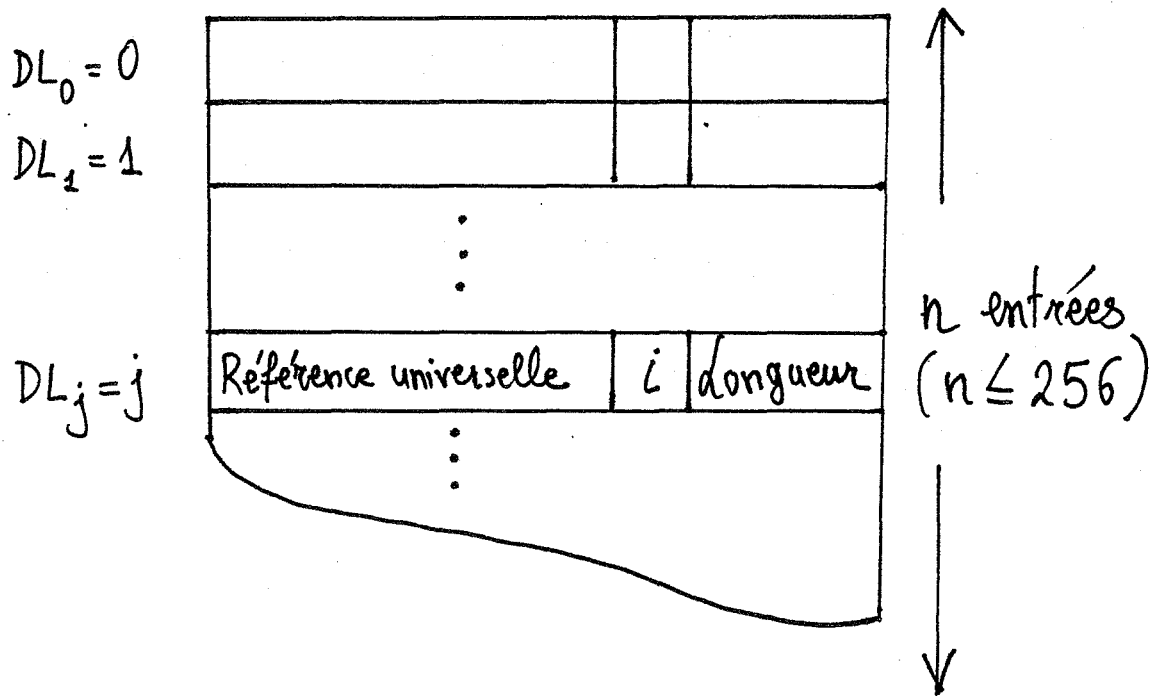 DL₀ = 0
DL₁ = 1
n entrées
DLⱼ = j Référence universelle i Longueur (n ≤ 256)